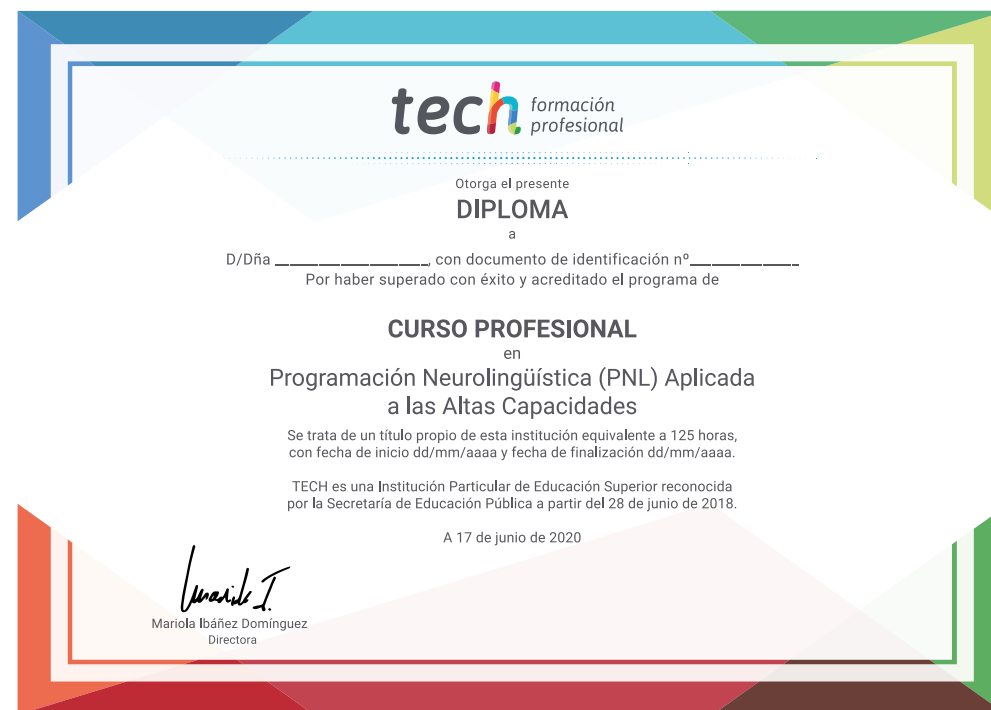 tech formación
profesional
Otorga el presente
DIPLOMA
a
D/Dña ____________________, con documento de identificación nº______________
Por haber superado con éxito y acreditado el programa de
CURSO PROFESIONAL
en
Programación Neurolingüística (PNL) Aplicada
a las Altas Capacidades
Se trata de un título propio de esta institución equivalente a 125 horas,
con fecha de inicio dd/mm/aaaa y fecha de finalización dd/mm/aaaa.
TECH es una Institución Particular de Educación Superior reconocida
por la Secretaría de Educación Pública a partir del 28 de junio de 2018.
A 17 de junio de 2020
Mariola I.
Mariola Ibáñez Domínguez
Directora